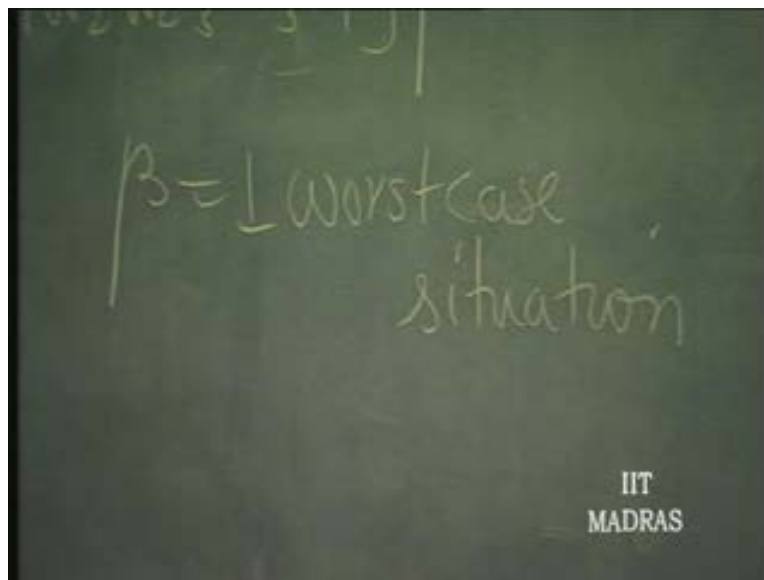 β = 1 worst case
situation
IIT
MADRAS